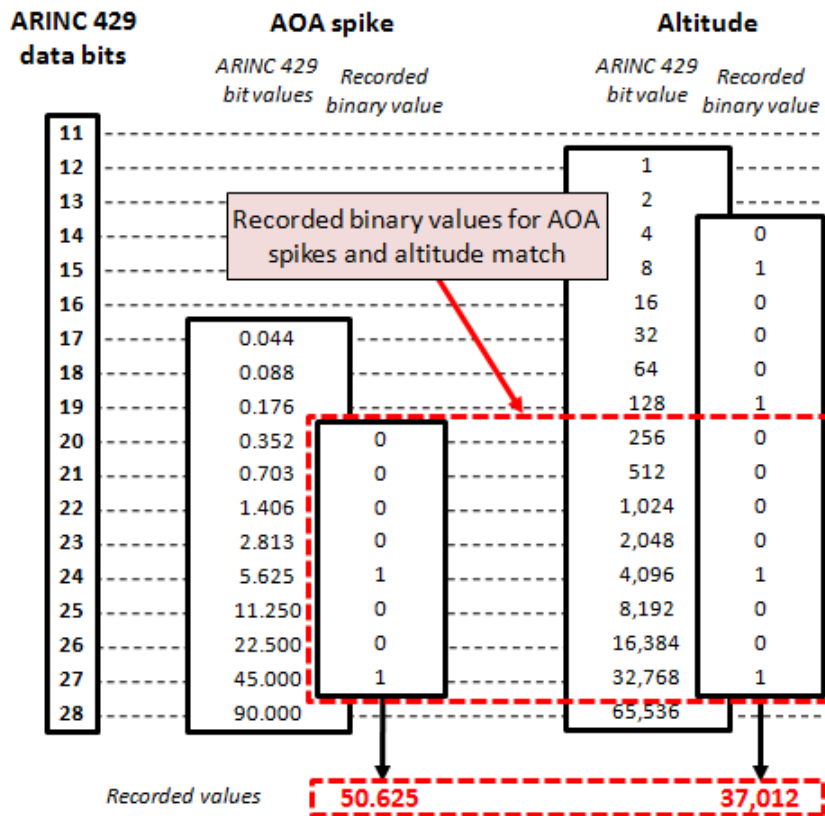 ARINC 429 AOA spike Altitude
data bits
ARINC 429 Recorded ARINC 429 Recorded
bit values binary value bit value binary value
11
12 1
13 2
Recorded binary values for AOA
spikes and altitude match
14 4 0
15 8 1
16 16 0
17 0.044 32 0
18 0.088 64 0
19 0.176 128 1
20 0.352 0 256 0
21 0.703 0 512 0
22 1.406 0 1,024 0
23 2.813 0 2,048 0
24 5.625 1 4,096 1
25 11.250 0 8,192 0
26 22.500 0 16,384 0
27 45.000 1 32,768 1
28 90.000 65,536
Recorded values 50.625 37,012